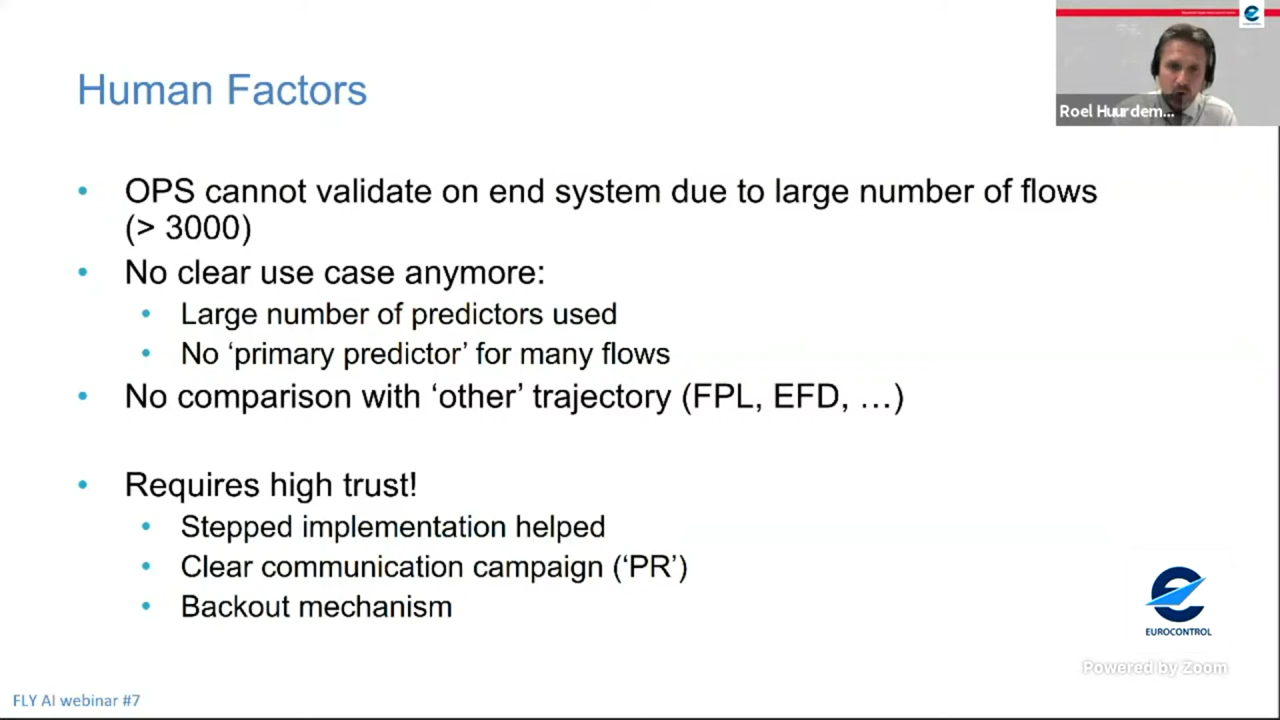 Human Factors
Roel Huurdem...
• OPS cannot validate on end system due to large number of flows
(> 3000)
• No clear use case anymore:
• Large number of predictors used
• No ‘primary predictor’ for many flows
• No comparison with ‘other’ trajectory (FPL, EFD, …)
• Requires high trust!
• Stepped implementation helped
• Clear communication campaign (‘PR’)
• Backout mechanism
EUROCONTROL
Powered by Zoom
FLY AI webinar #7